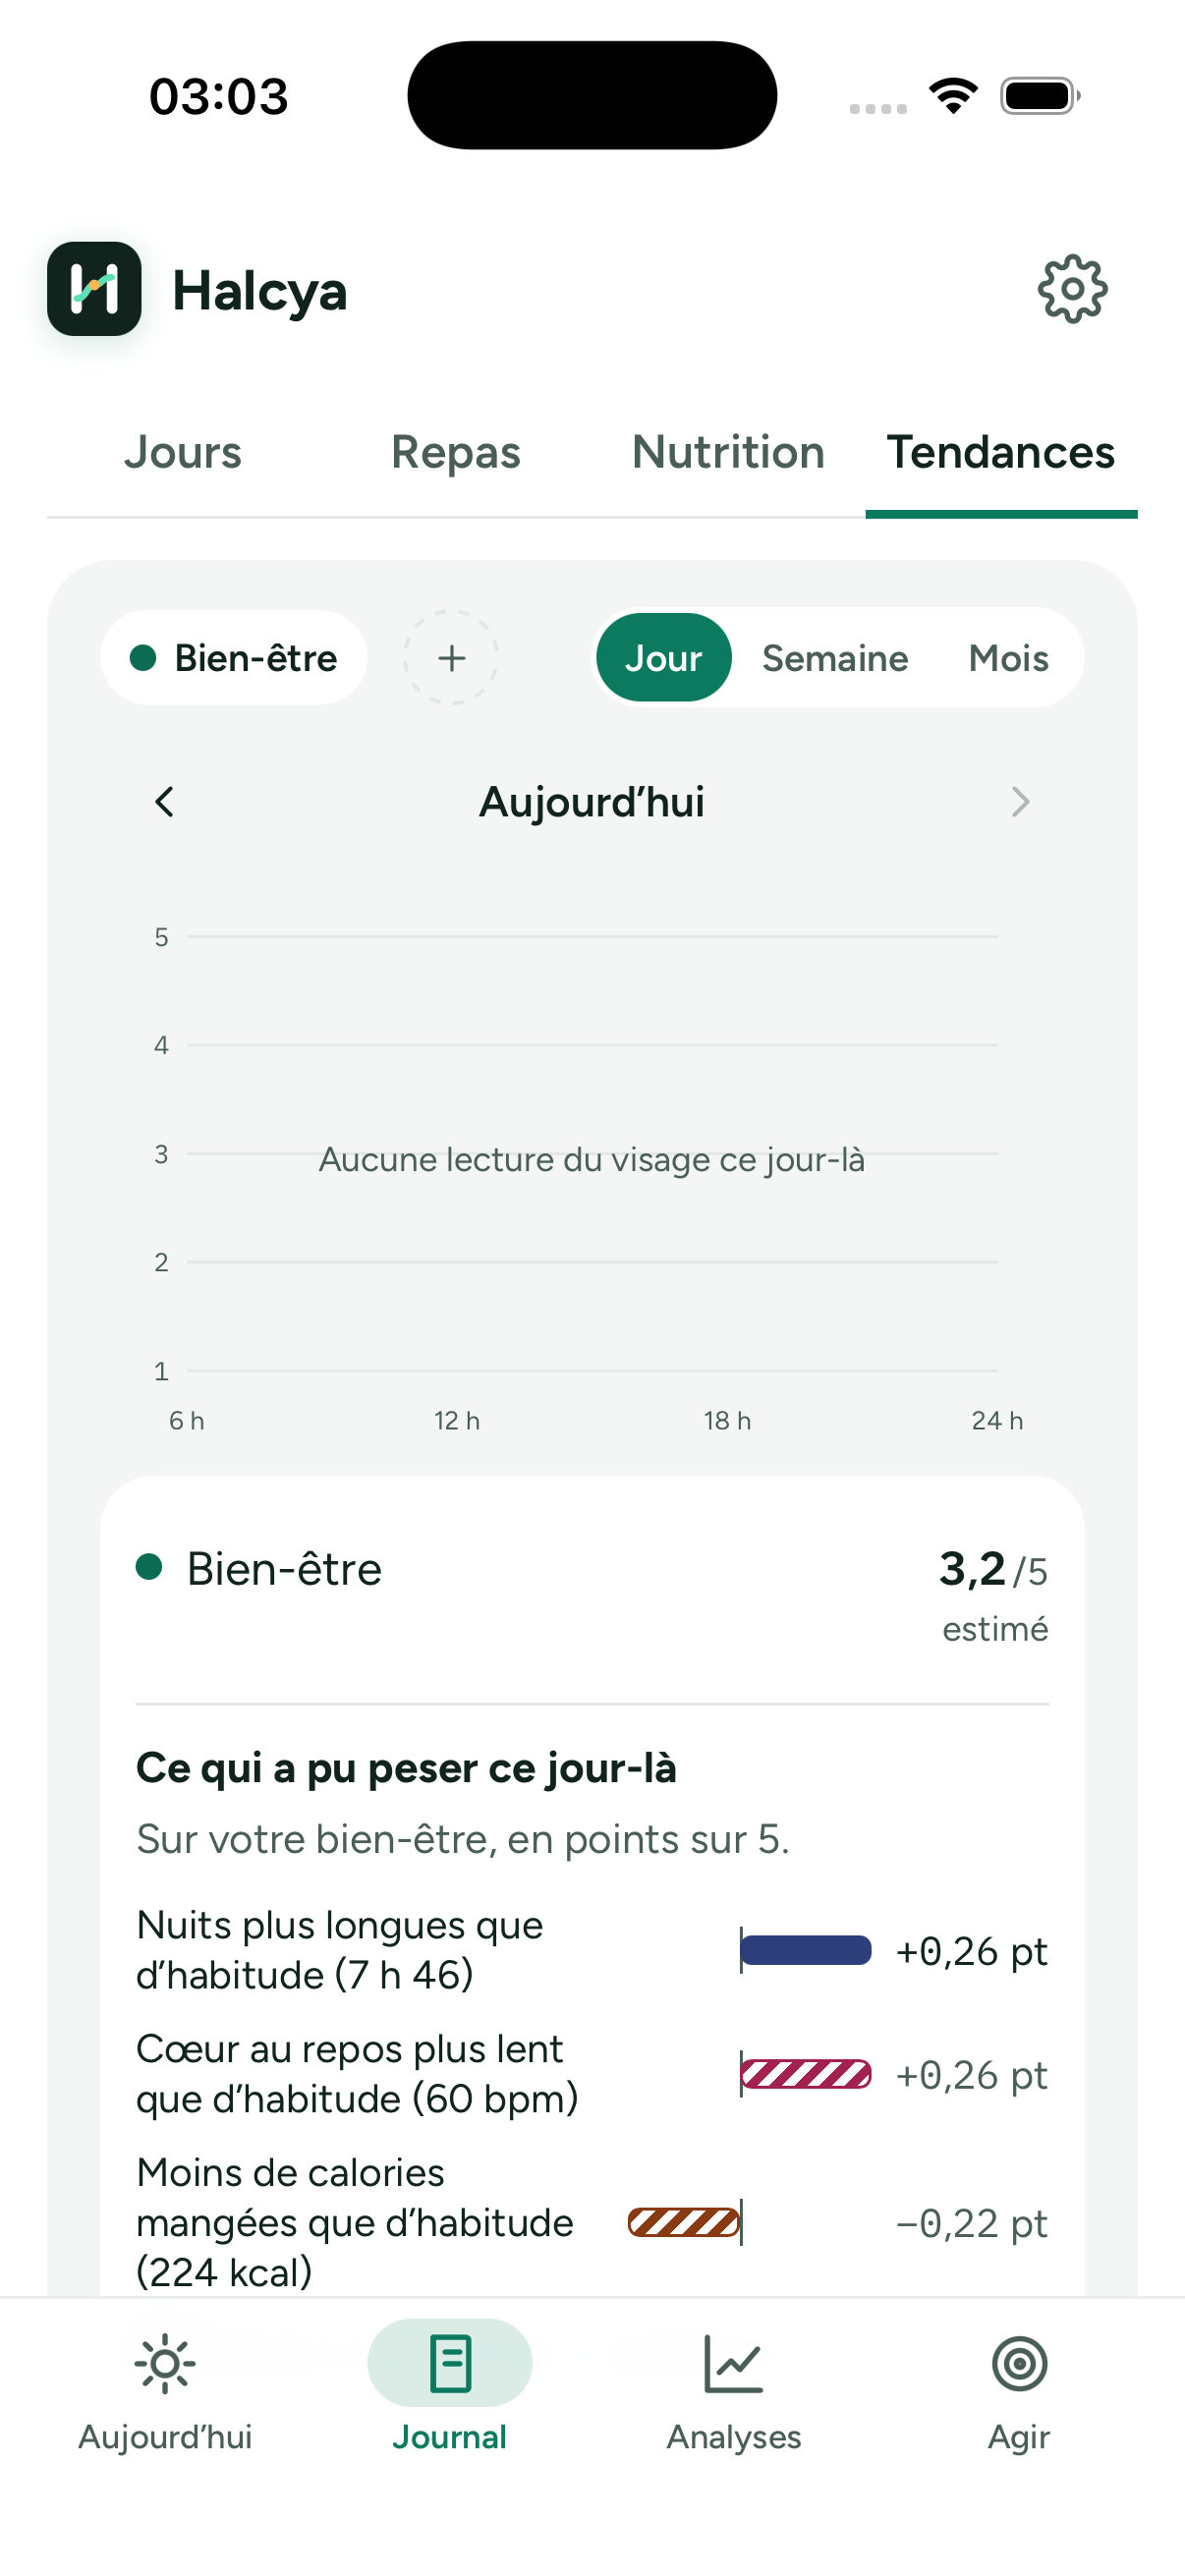 03:03
Halcya
Jours Repas Nutrition Tendances
Bien-être + Jour Semaine Mois
Aujourd’hui
5
4
3
Aucune lecture du visage ce jour-là
2
1
6 h 12 h 18 h 24 h
Bien-être 3,2 /5
estimé
Ce qui a pu peser ce jour-là
Sur votre bien-être, en points sur 5.
Nuits plus longues que
d’habitude (7 h 46) +0,26 pt
Cœur au repos plus lent
que d’habitude (60 bpm) +0,26 pt
Moins de calories
mangées que d’habitude −0,22 pt
(224 kcal)
Aujourd’hui Journal Analyses Agir